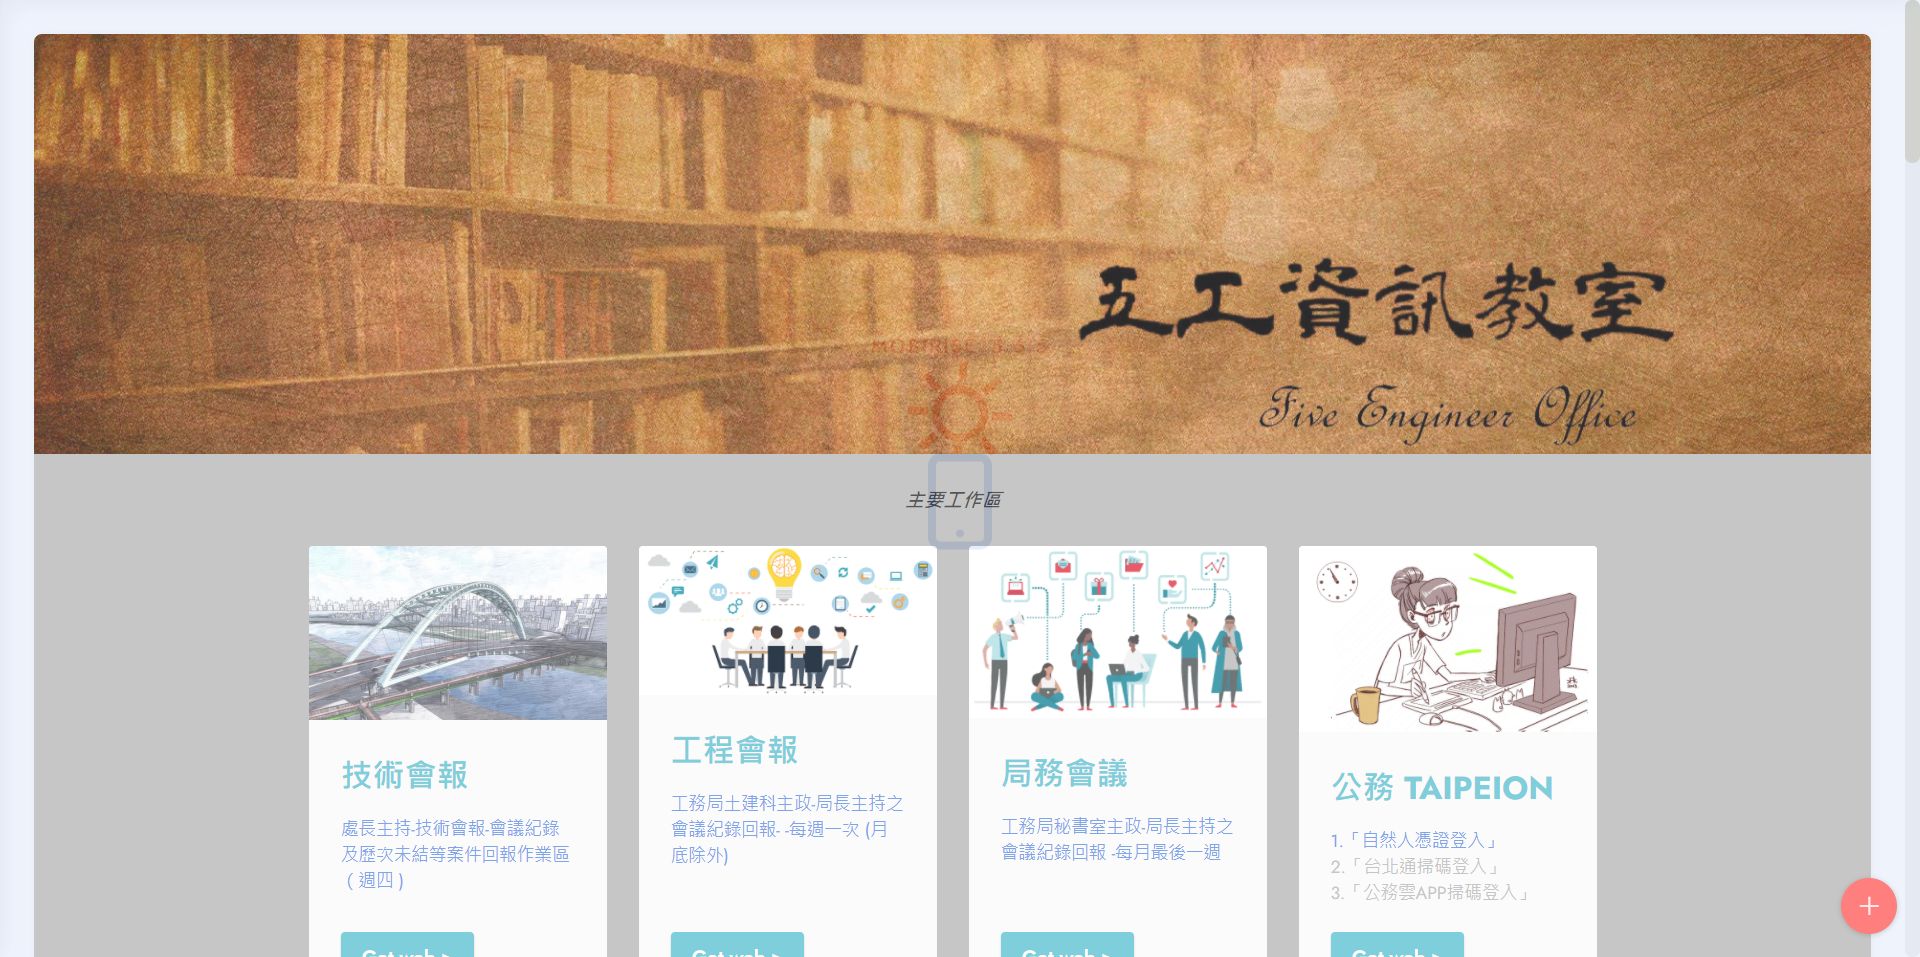 五工資訊教室
Five Engineer Office
主要工作區
技術會報
處長主持-技術會報-會議紀錄
及歷次未結等案件回報作業區
( 週四 )
工程會報
工務局土建科主政-局長主持之
會議紀錄回報- -每週一次 (月
底除外)
局務會議
工務局秘書室主政-局長主持之
會議紀錄回報 -每月最後一週
公務 TAIPEION
1.「自然人憑證登入」
2.「台北通掃碼登入」
3.「公務雲APP掃碼登入」